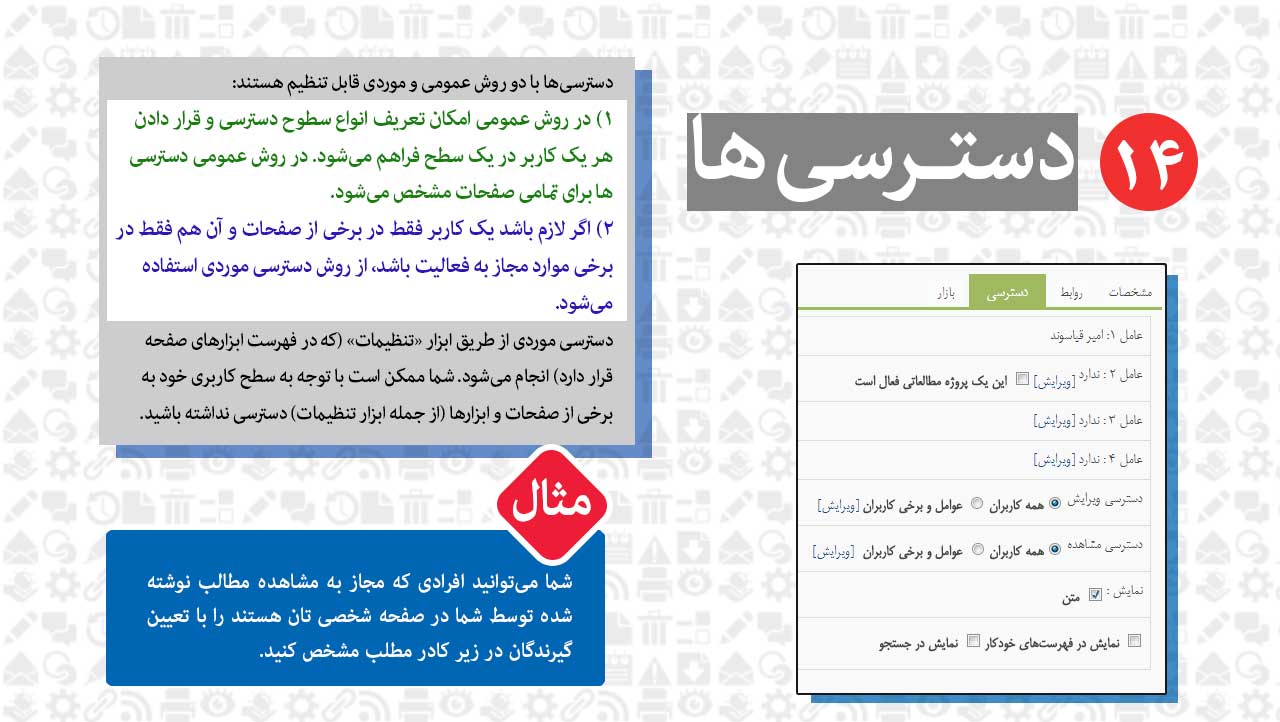 ۱۴
دسترسی ها
دسترسی‌ها با دو روش عمومی و موردی قابل تنظیم هستند:
۱) در روش عمومی امکان تعریف انواع سطوح دسترسی و قرار دادن
هر یک کاربر در یک سطح فراهم می‌شود. در روش عمومی دسترسی
ها برای تمامی صفحات مشخص می‌شود.
۲) اگر لازم باشد یک کاربر فقط در برخی از صفحات و آن هم فقط در
برخی موارد مجاز به فعالیت باشد، از روش دسترسی موردی استفاده
می‌شود.
دسترسی موردی از طریق ابزار «تنظیمات» (که در فهرست ابزارهای صفحه
قرار دارد) انجام می‌شود. شما ممکن است با توجه به سطح کاربری خود به
برخی از صفحات و ابزارها (از جمله ابزار تنظیمات) دسترسی نداشته باشید.
مشخصات روابط دسترسی بازار
عامل ۱: امیر قیاسوند
عامل ۲ : ندارد [ویرایش] این یک پروژه مطالعاتی فعال است
عامل ۳ : ندارد [ویرایش]
عامل ۴ : ندارد [ویرایش]
دسترسی ویرایش همه کاربران عوامل و برخی کاربران [ویرایش]
دسترسی مشاهده همه کاربران عوامل و برخی کاربران [ویرایش]
نمایش : متن
نمایش در فهرست‌های خودکار نمایش در جستجو
مثال
شما می‌توانید افرادی که مجاز به مشاهده مطالب نوشته
شده توسط شما در صفحه شخصی تان هستند را با تعیین
گیرندگان در زیر کادر مطلب مشخص کنید.